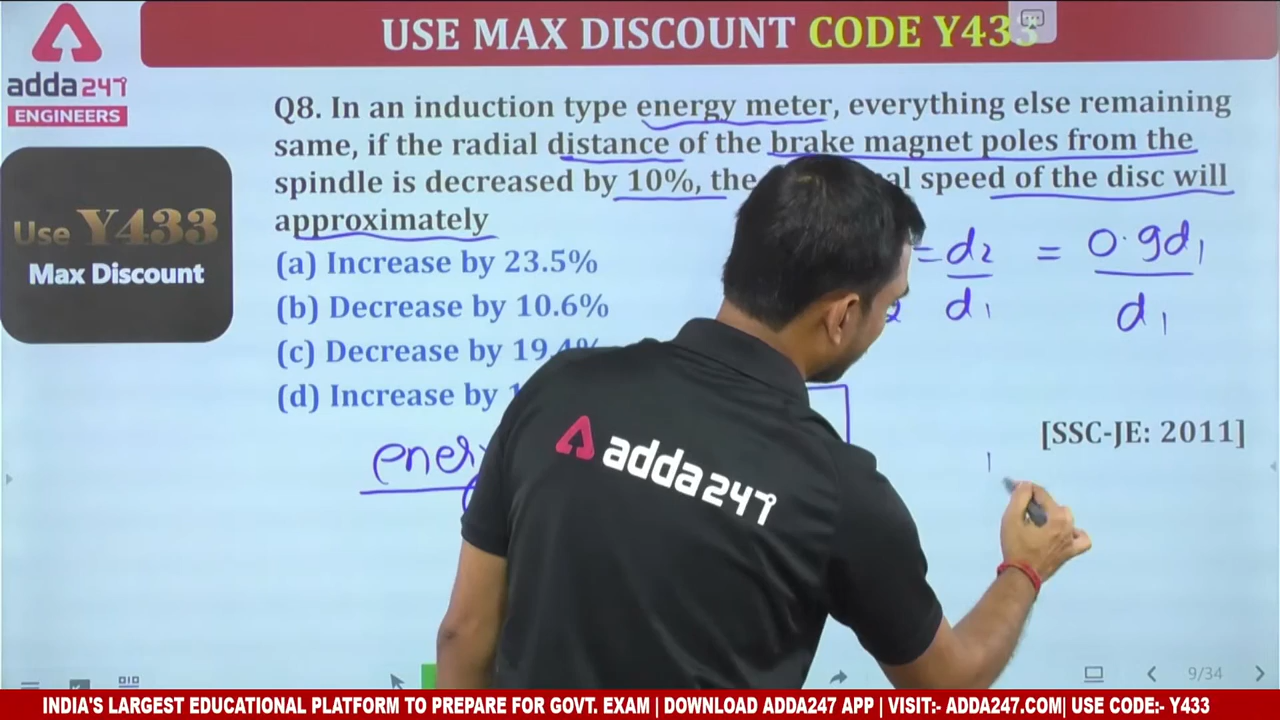 USE MAX DISCOUNT CODE Y433
adda247
ENGINEERS
Use Y433
Max Discount
Q8. In an induction type energy meter, everything else remaining
same, if the radial distance of the brake magnet poles from the
spindle is decreased by 10%, the speed of the disc will
approximately
(a) Increase by 23.5%
(b) Decrease by 10.6%
(c) Decrease by 19.4%
(d) Increase by
= d2 / d1 = 0.9d1 / d1
[SSC-JE: 2011]
adda247
9/34
INDIA'S LARGEST EDUCATIONAL PLATFORM TO PREPARE FOR GOVT. EXAM | DOWNLOAD ADDA247 APP | VISIT:- ADDA247.COM| USE CODE:- Y433